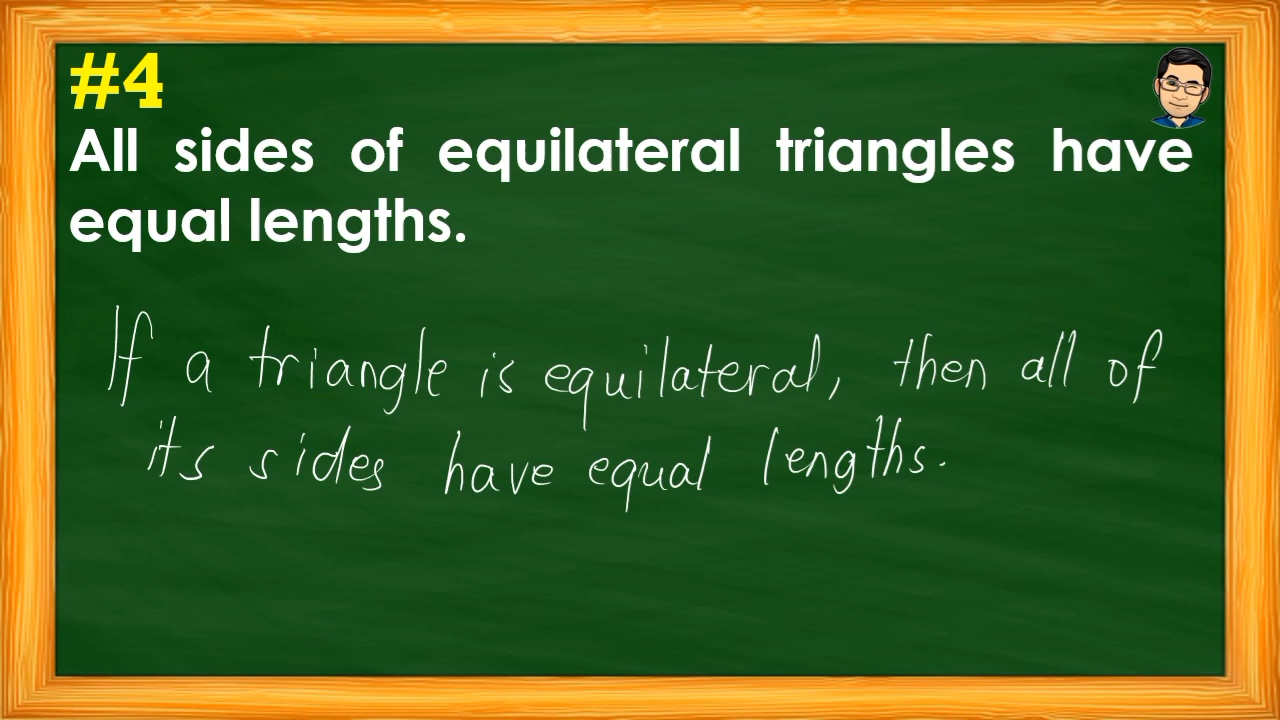 #4
All sides of equilateral triangles have
equal lengths.
If a triangle is equilateral, then all of
its sides have equal lengths.